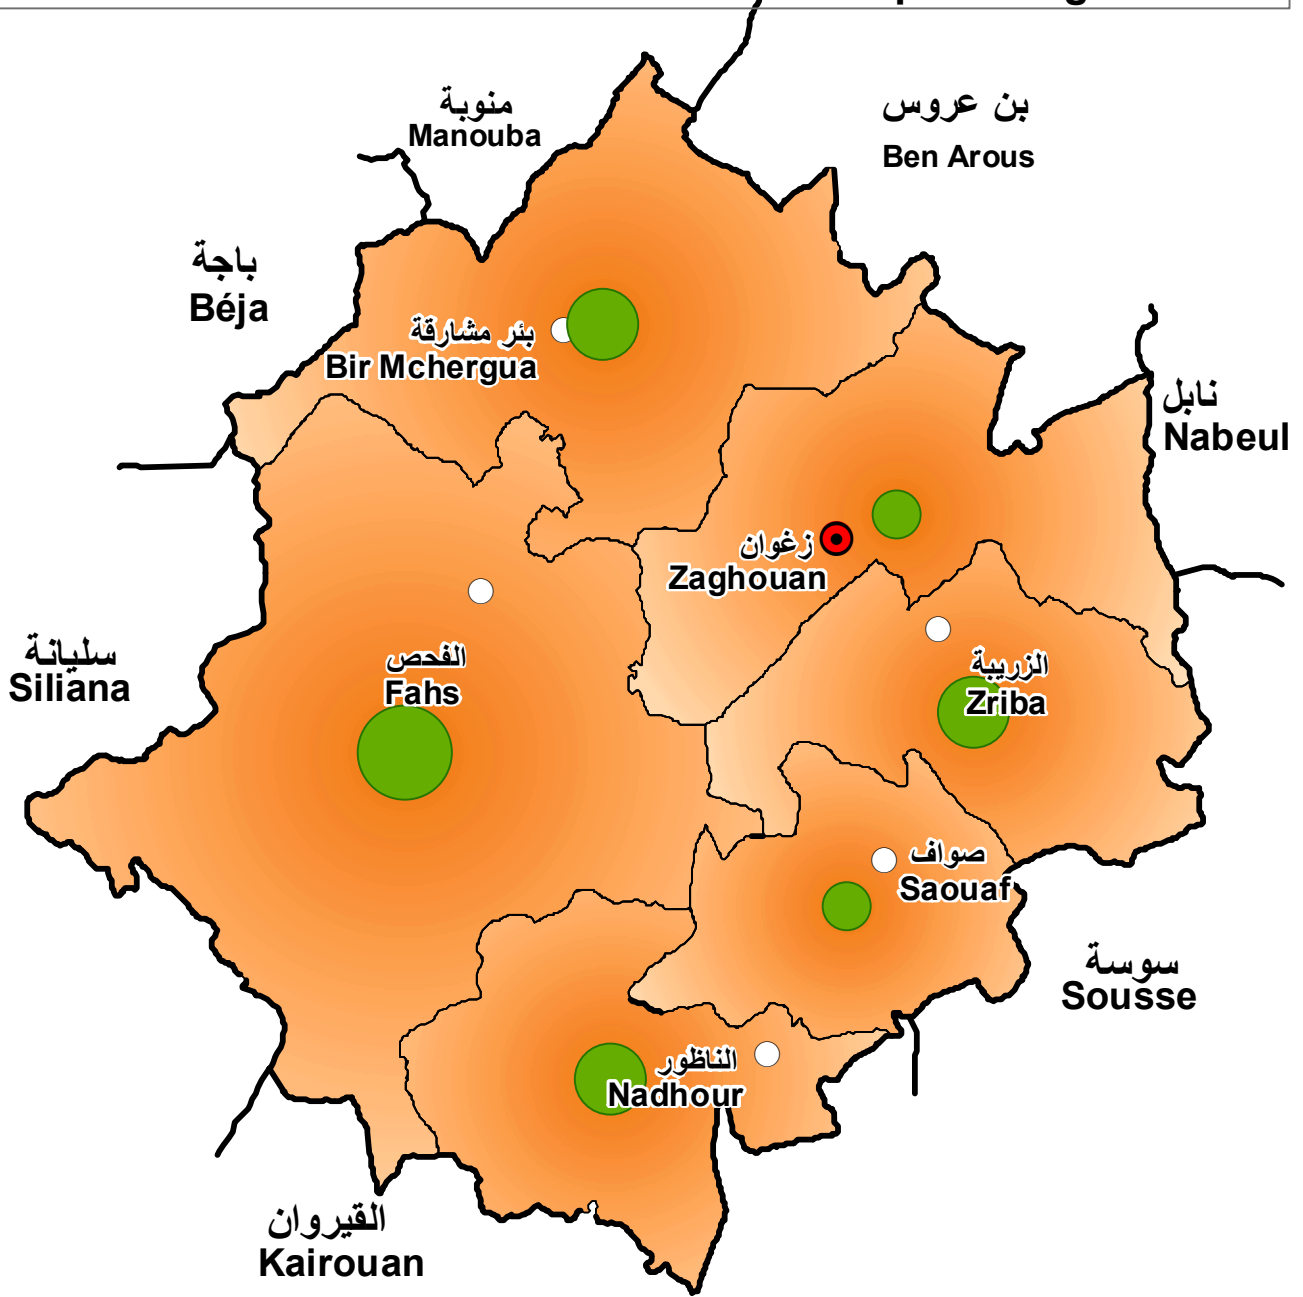 منوبة
Manouba
بن عروس
Ben Arous
باجة
Béja
بئر مشارقة
Bir Mchergua
نابل
Nabeul
زغوان
Zaghouan
سليانة
Siliana
الفحص
Fahs
الزريبة
Zriba
صواف
Saouaf
سوسة
Sousse
الناظور
Nadhour
القيروان
Kairouan